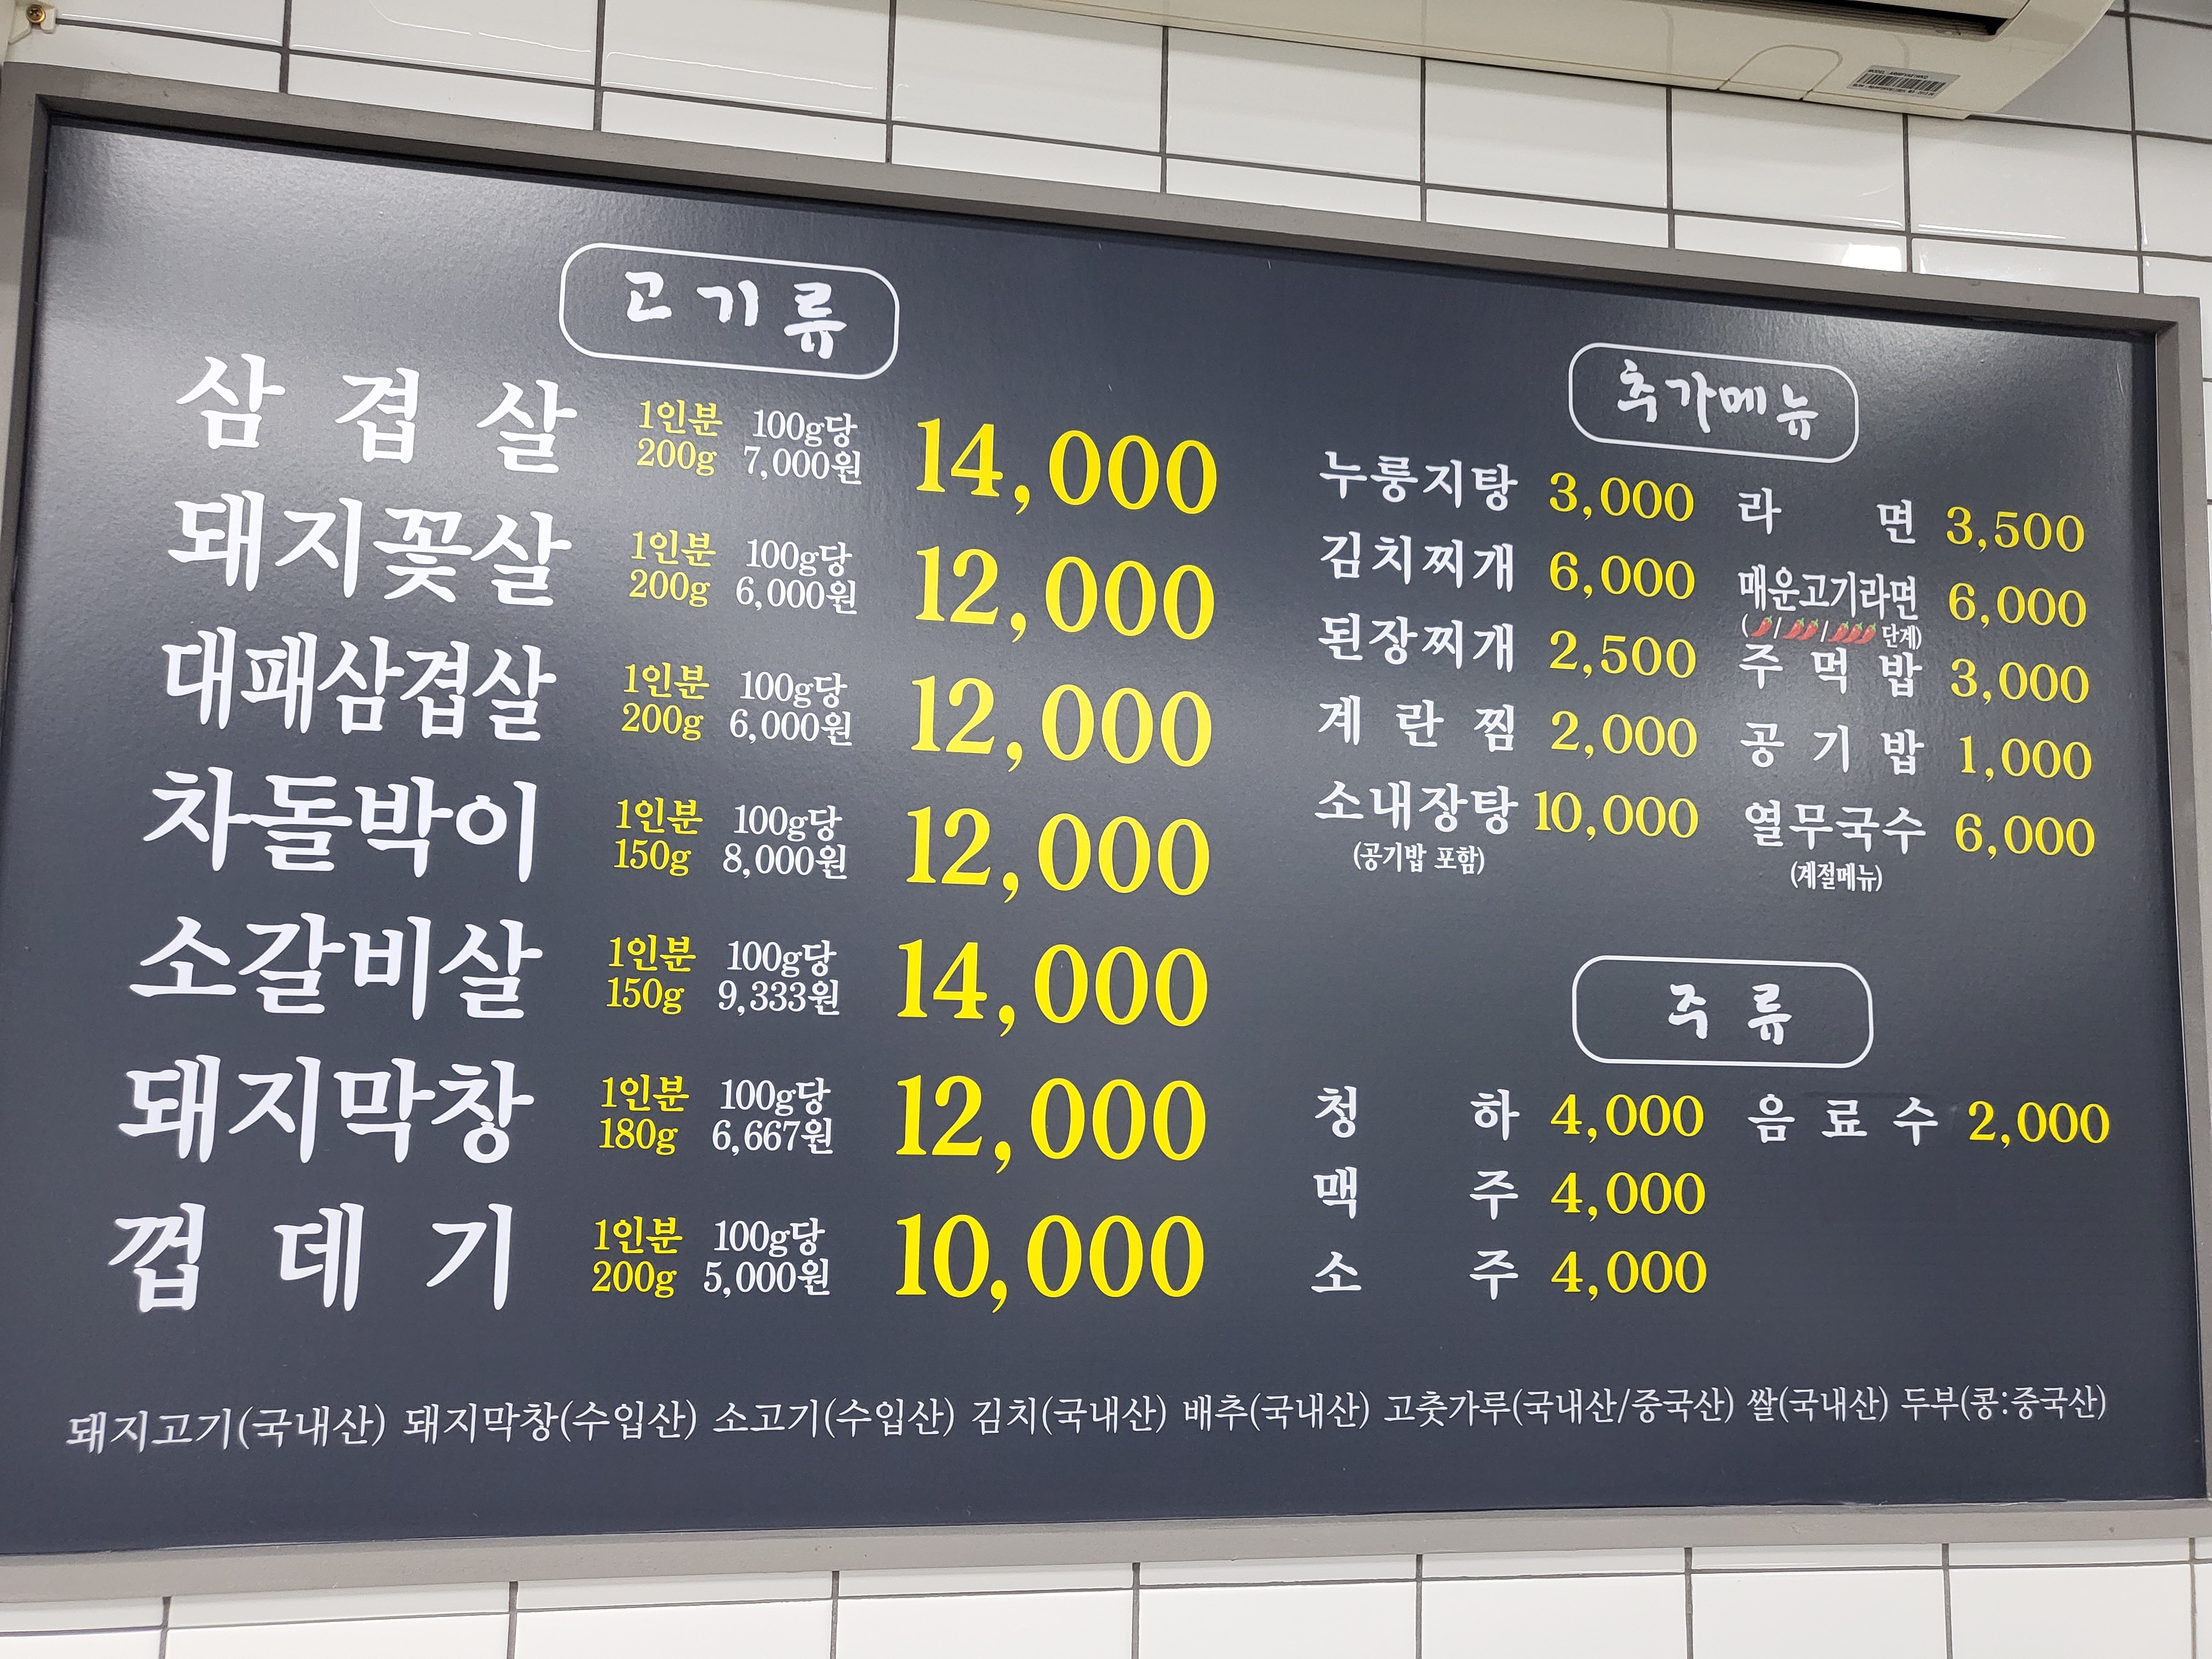 고기류
삼겹살 1인분 200g 100g당 7,000원 14,000
돼지꽃살 1인분 200g 100g당 6,000원 12,000
대패삼겹살 1인분 200g 100g당 6,000원 12,000
차돌박이 1인분 150g 100g당 8,000원 12,000
소갈비살 1인분 150g 100g당 9,333원 14,000
돼지막창 1인분 180g 100g당 6,667원 12,000
껍데기 1인분 200g 100g당 5,000원 10,000
추가메뉴
누룽지탕 3,000
김치찌개 6,000
된장찌개 2,500
계란찜 2,000
소내장탕 10,000
(공기밥 포함)
라면 3,500
매운고기라면 6,000
(🌶/🌶🌶/🌶🌶🌶 단계)
주먹밥 3,000
공기밥 1,000
열무국수 6,000
(계절메뉴)
주류
청하 4,000
맥주 4,000
소주 4,000
음료수 2,000
돼지고기(국내산) 돼지막창(수입산) 소고기(수입산) 김치(국내산) 배추(국내산) 고춧가루(국내산/중국산) 쌀(국내산) 두부(콩:중국산)